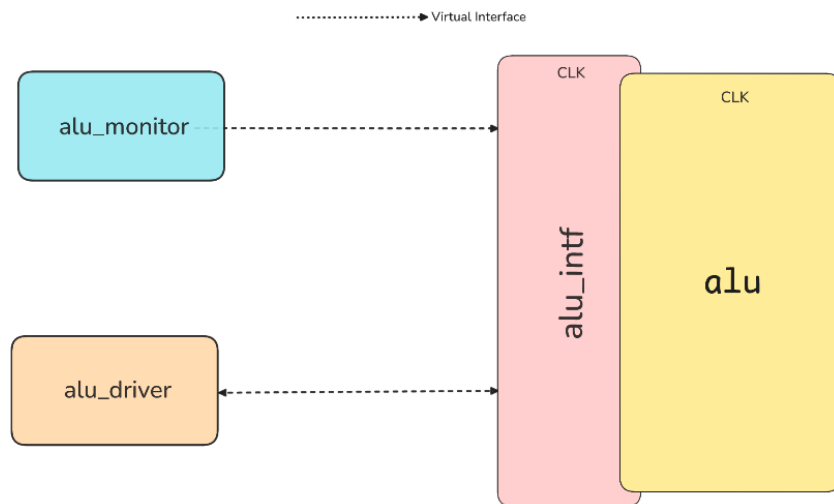 Virtual Interface
CLK
CLK
alu_monitor
alu_intf
alu
alu_driver